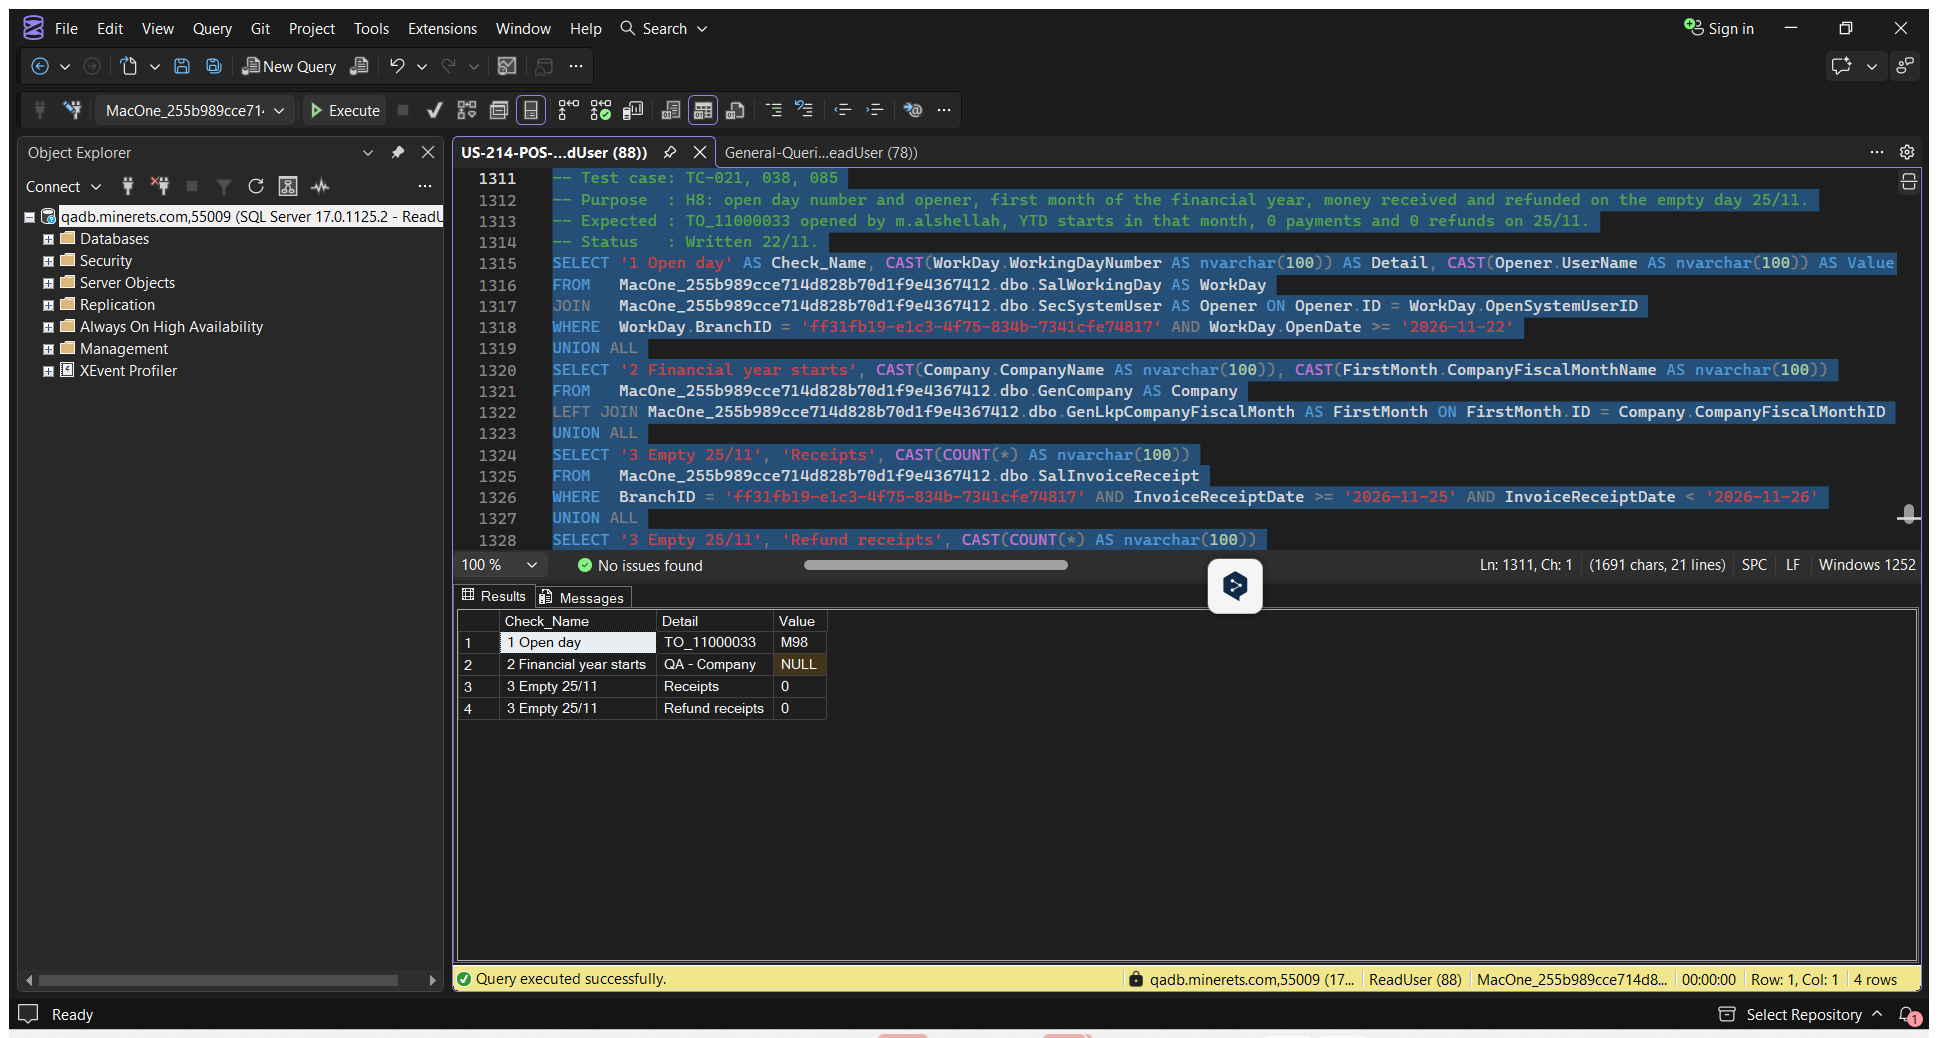 File Edit View Query Git Project Tools Extensions Window Help Search Sign in
New Query
MacOne_255b989cce714 Execute
Object Explorer
Connect
qadb.minerets.com,55009 (SQL Server 17.0.1125.2 - ReadU
Databases
Security
Server Objects
Replication
Always On High Availability
Management
XEvent Profiler
US-214-POS-...dUser (88)) General-Queri...eadUser (78))
1311 -- Test case: TC-021, 038, 085
1312 -- Purpose : H8: open day number and opener, first month of the financial year, money received and refunded on the empty day 25/11.
1313 -- Expected : TO_11000033 opened by m.alshellah, YTD starts in that month, 0 payments and 0 refunds on 25/11.
1314 -- Status : Written 22/11.
1315 SELECT '1 Open day' AS Check_Name, CAST(WorkDay.WorkingDayNumber AS nvarchar(100)) AS Detail, CAST(Opener.UserName AS nvarchar(100)) AS Value
1316 FROM MacOne_255b989cce714d828b70d1f9e4367412.dbo.SalWorkingDay AS WorkDay
1317 JOIN MacOne_255b989cce714d828b70d1f9e4367412.dbo.SecSystemUser AS Opener ON Opener.ID = WorkDay.OpenSystemUserID
1318 WHERE WorkDay.BranchID = 'ff31fb19-e1c3-4f75-834b-7341cfe74817' AND WorkDay.OpenDate >= '2026-11-22'
1319 UNION ALL
1320 SELECT '2 Financial year starts', CAST(Company.CompanyName AS nvarchar(100)), CAST(FirstMonth.CompanyFiscalMonthName AS nvarchar(100))
1321 FROM MacOne_255b989cce714d828b70d1f9e4367412.dbo.GenCompany AS Company
1322 LEFT JOIN MacOne_255b989cce714d828b70d1f9e4367412.dbo.GenLkpCompanyFiscalMonth AS FirstMonth ON FirstMonth.ID = Company.CompanyFiscalMonthID
1323 UNION ALL
1324 SELECT '3 Empty 25/11', 'Receipts', CAST(COUNT(*) AS nvarchar(100))
1325 FROM MacOne_255b989cce714d828b70d1f9e4367412.dbo.SalInvoiceReceipt
1326 WHERE BranchID = 'ff31fb19-e1c3-4f75-834b-7341cfe74817' AND InvoiceReceiptDate >= '2026-11-25' AND InvoiceReceiptDate < '2026-11-26'
1327 UNION ALL
1328 SELECT '3 Empty 25/11', 'Refund receipts', CAST(COUNT(*) AS nvarchar(100))
100 % No issues found Ln: 1311, Ch: 1 (1691 chars, 21 lines) SPC LF Windows 1252
Results Messages
Check_Name Detail Value
1 1 Open day TO_11000033 M98
2 2 Financial year starts QA - Company NULL
3 3 Empty 25/11 Receipts 0
4 3 Empty 25/11 Refund receipts 0
Query executed successfully. qadb.minerets.com,55009 (17... ReadUser (88) MacOne_255b989cce714d8... 00:00:00 Row: 1, Col: 1 4 rows
Ready Select Repository 1